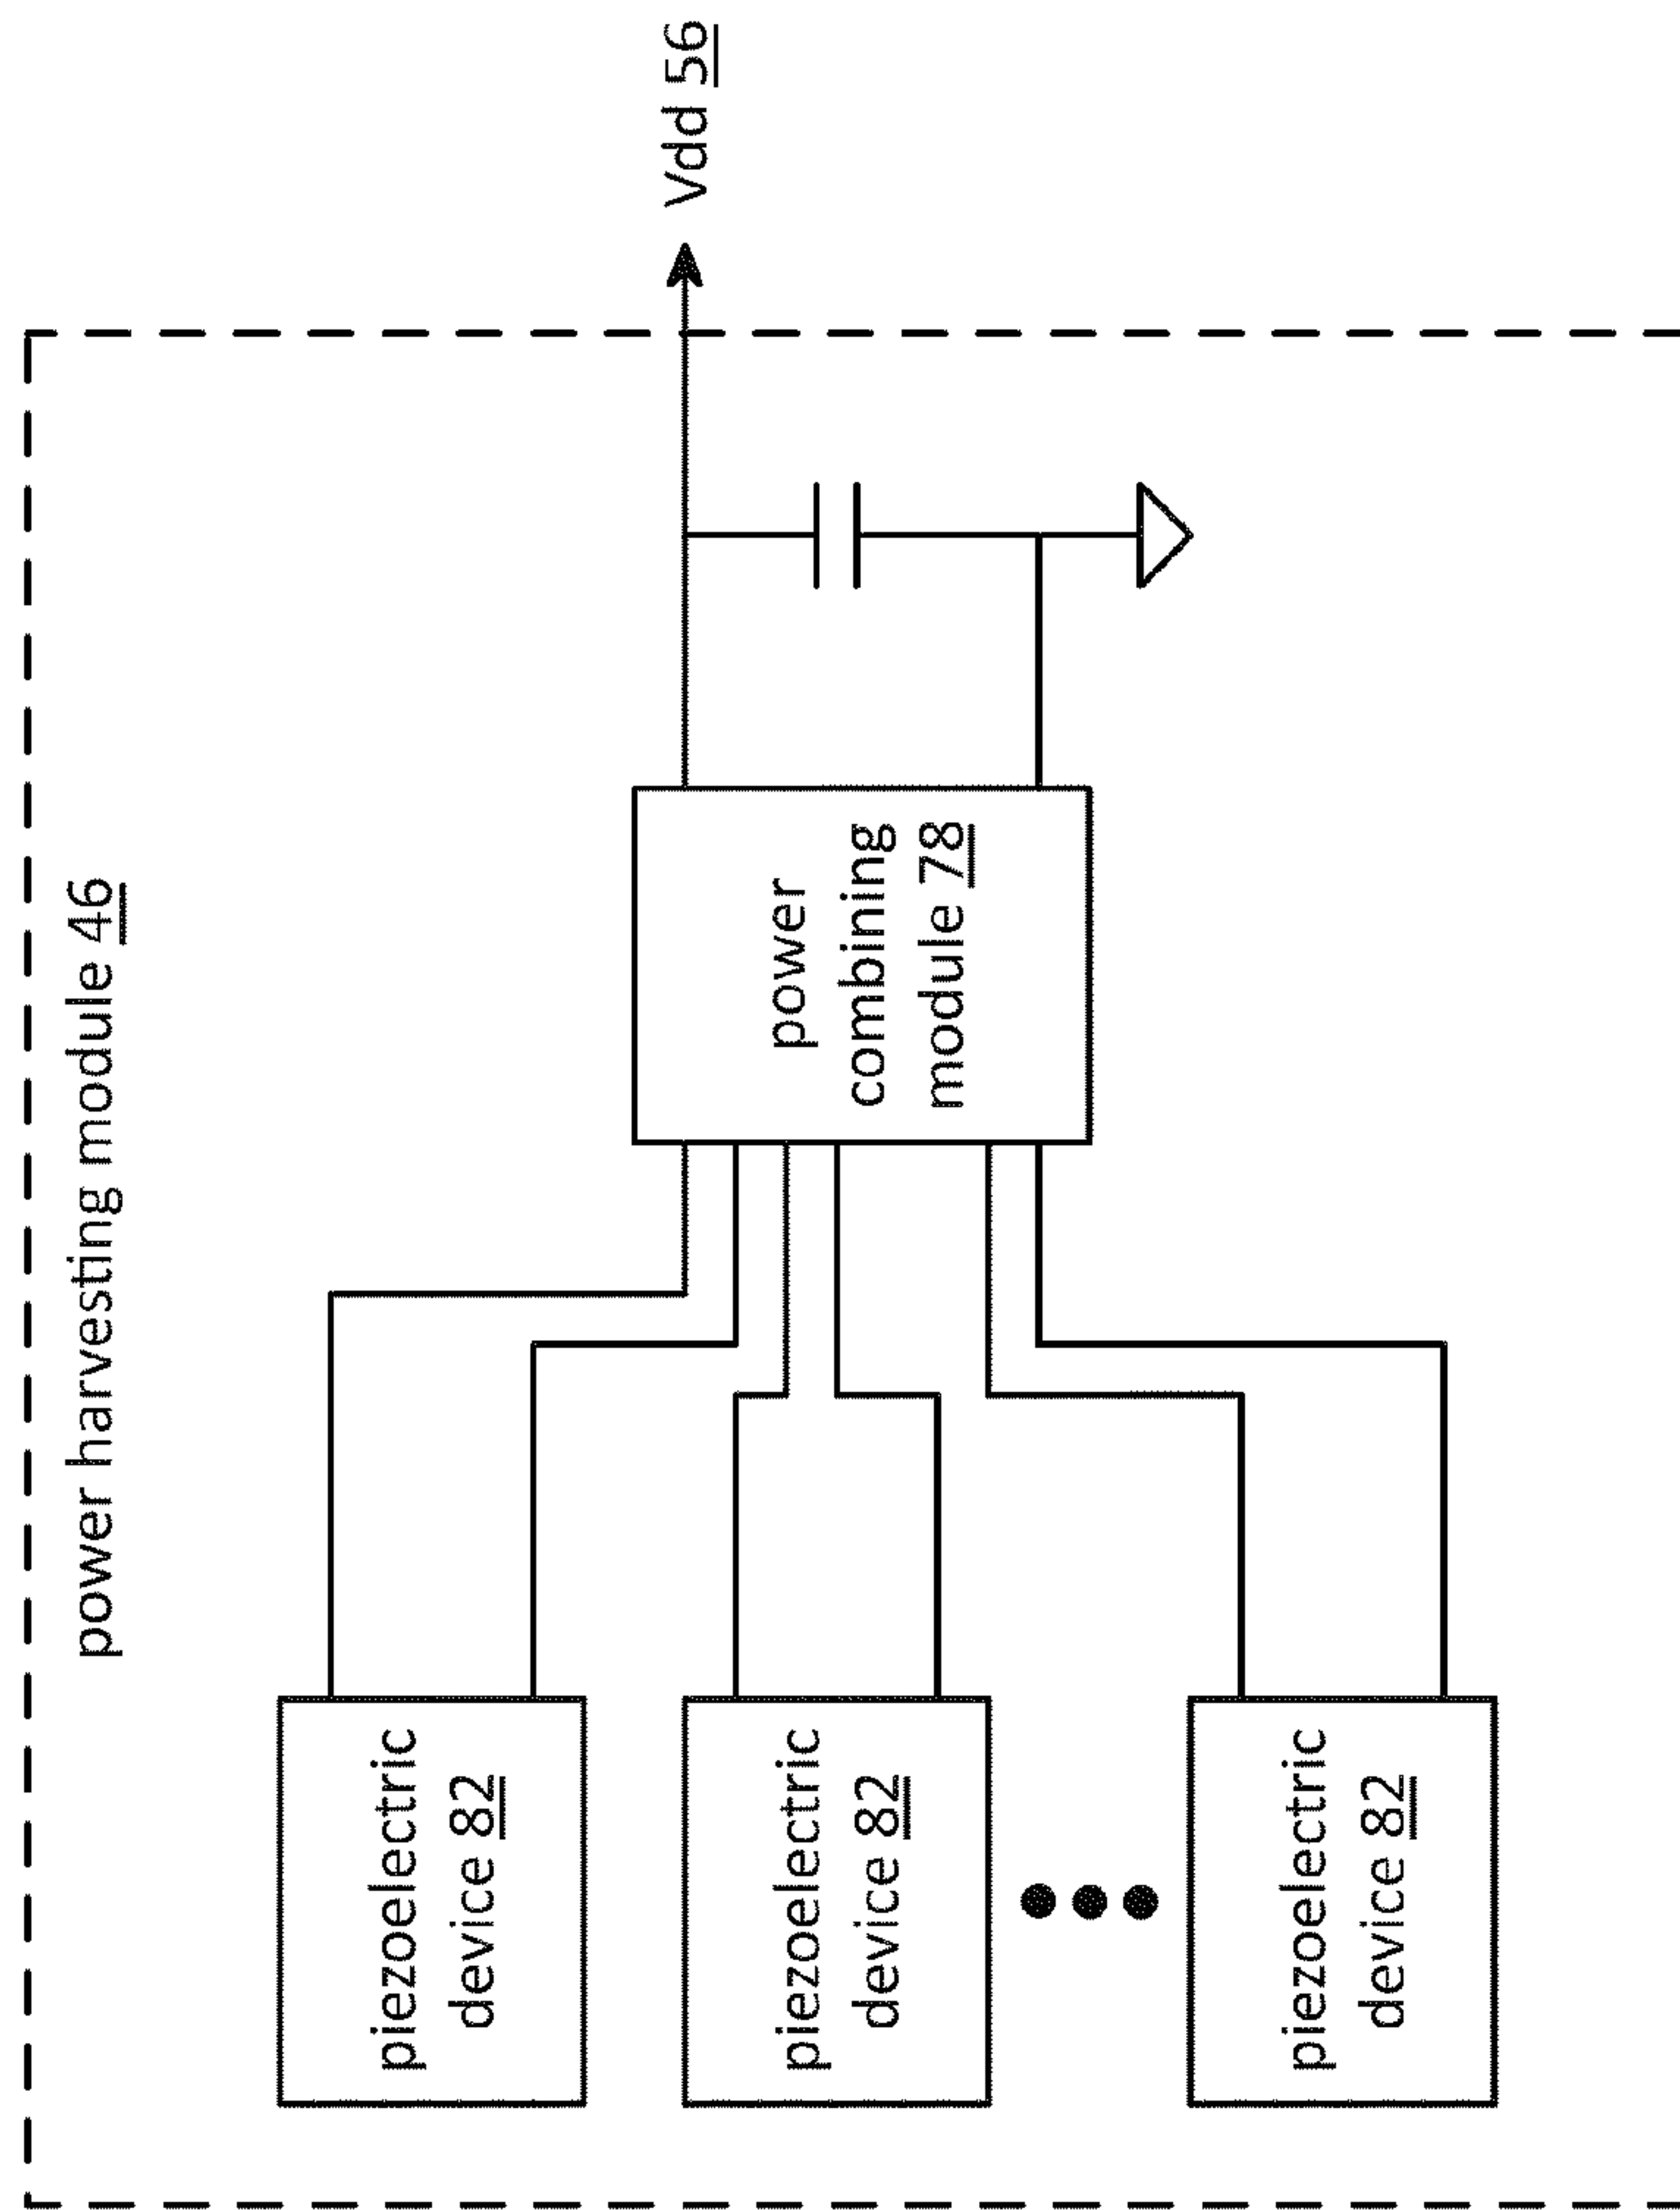 power harvesting module 46
piezoelectric
device 82
piezoelectric
device 82
piezoelectric
device 82
power
combining
module 78
Vdd 56